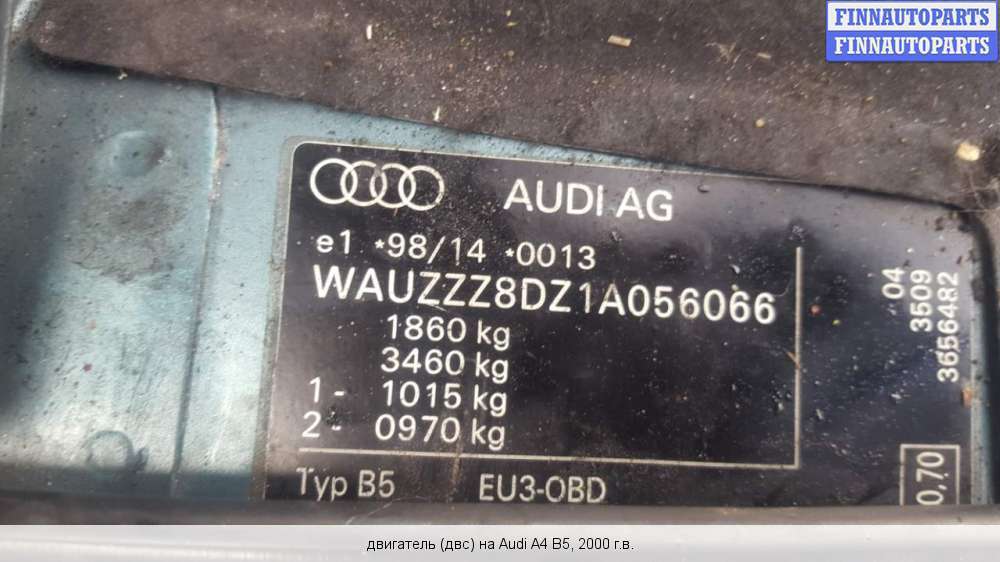 FINNAUTOPARTS
FINNAUTOPARTS
AUDI AG
e1 *98/14 *0013
WAUZZZ8DZ1A056066
1860 kg
3460 kg
1- 1015 kg
2- 0970 kg
Typ B5 EU3-OBD
04
3509
3656482
0,70
двигатель (двс) на Audi A4 B5, 2000 г.в.